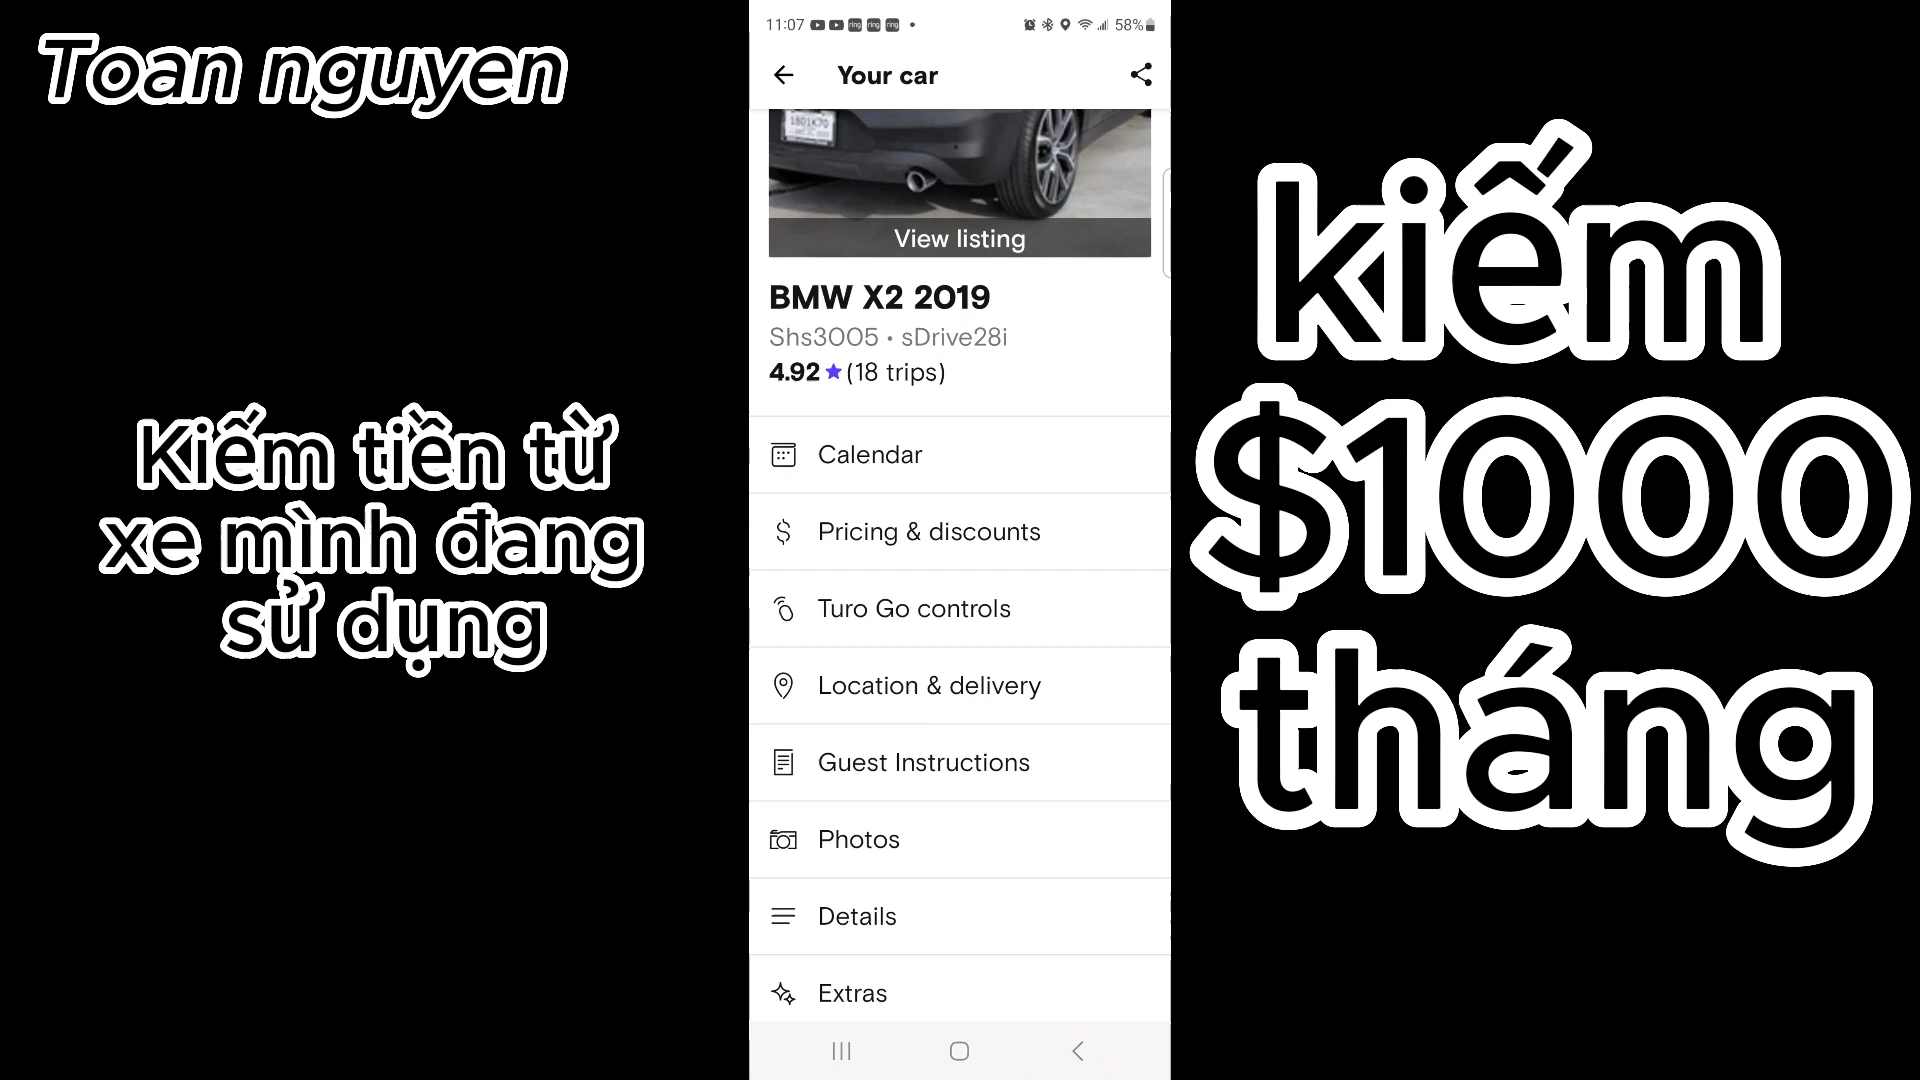 Toan nguyen
Kiếm tiền từ
xe mình đang
sử dụng
11:07
58%
Your car
View listing
BMW X2 2019
Shs3005 • sDrive28i
4.92 ★ (18 trips)
Calendar
Pricing & discounts
Turo Go controls
Location & delivery
Guest Instructions
Photos
Details
Extras
kiếm
$1000
tháng